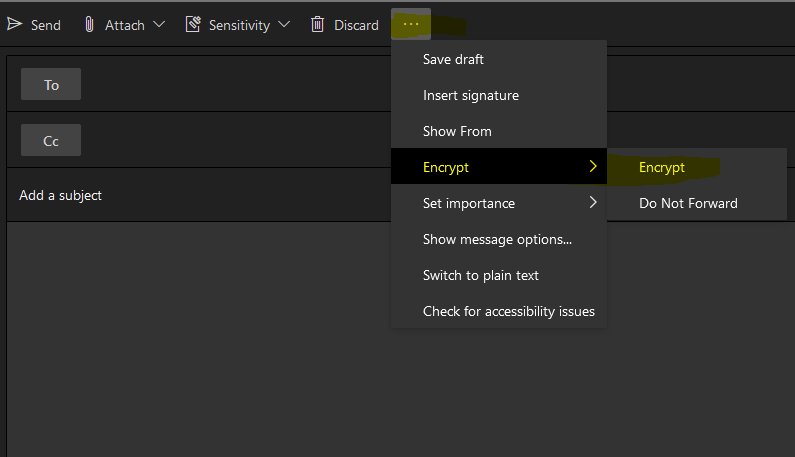 Send Attach Sensitivity Discard ...
Save draft
To
Insert signature
Show From
Cc
Encrypt Encrypt
Add a subject
Set importance Do Not Forward
Show message options...
Switch to plain text
Check for accessibility issues